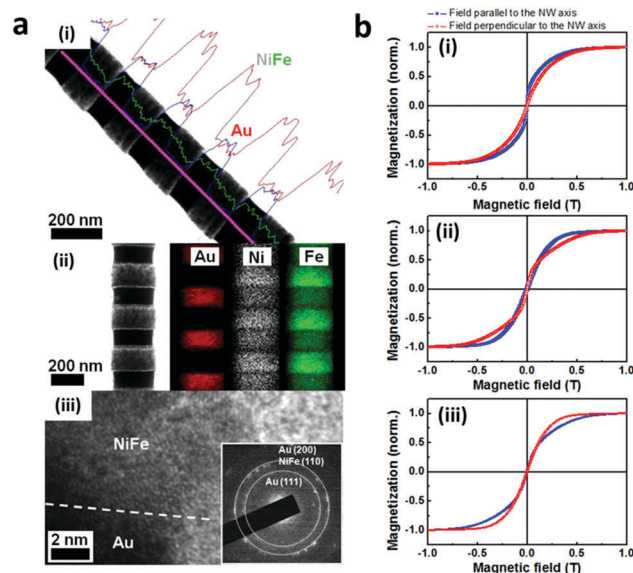 a
(i)
NiFe
Au
200 nm
(ii)
Au
Ni
Fe
200 nm
(iii)
NiFe
Au
2 nm
Au (200)
NiFe (110)
Au (111)
b
Field parallel to the NW axis
Field perpendicular to the NW axis
(i)
Magnetization (norm.)
1.0
0.5
0.0
-0.5
-1.0
-1.0 -0.5 0.0 0.5 1.0
Magnetic field (T)
(ii)
Magnetization (norm.)
1.0
0.5
0.0
-0.5
-1.0
-1.0 -0.5 0.0 0.5 1.0
Magnetic field (T)
(iii)
Magnetization (norm.)
1.0
0.5
0.0
-0.5
-1.0
-1.0 -0.5 0.0 0.5 1.0
Magnetic field (T)